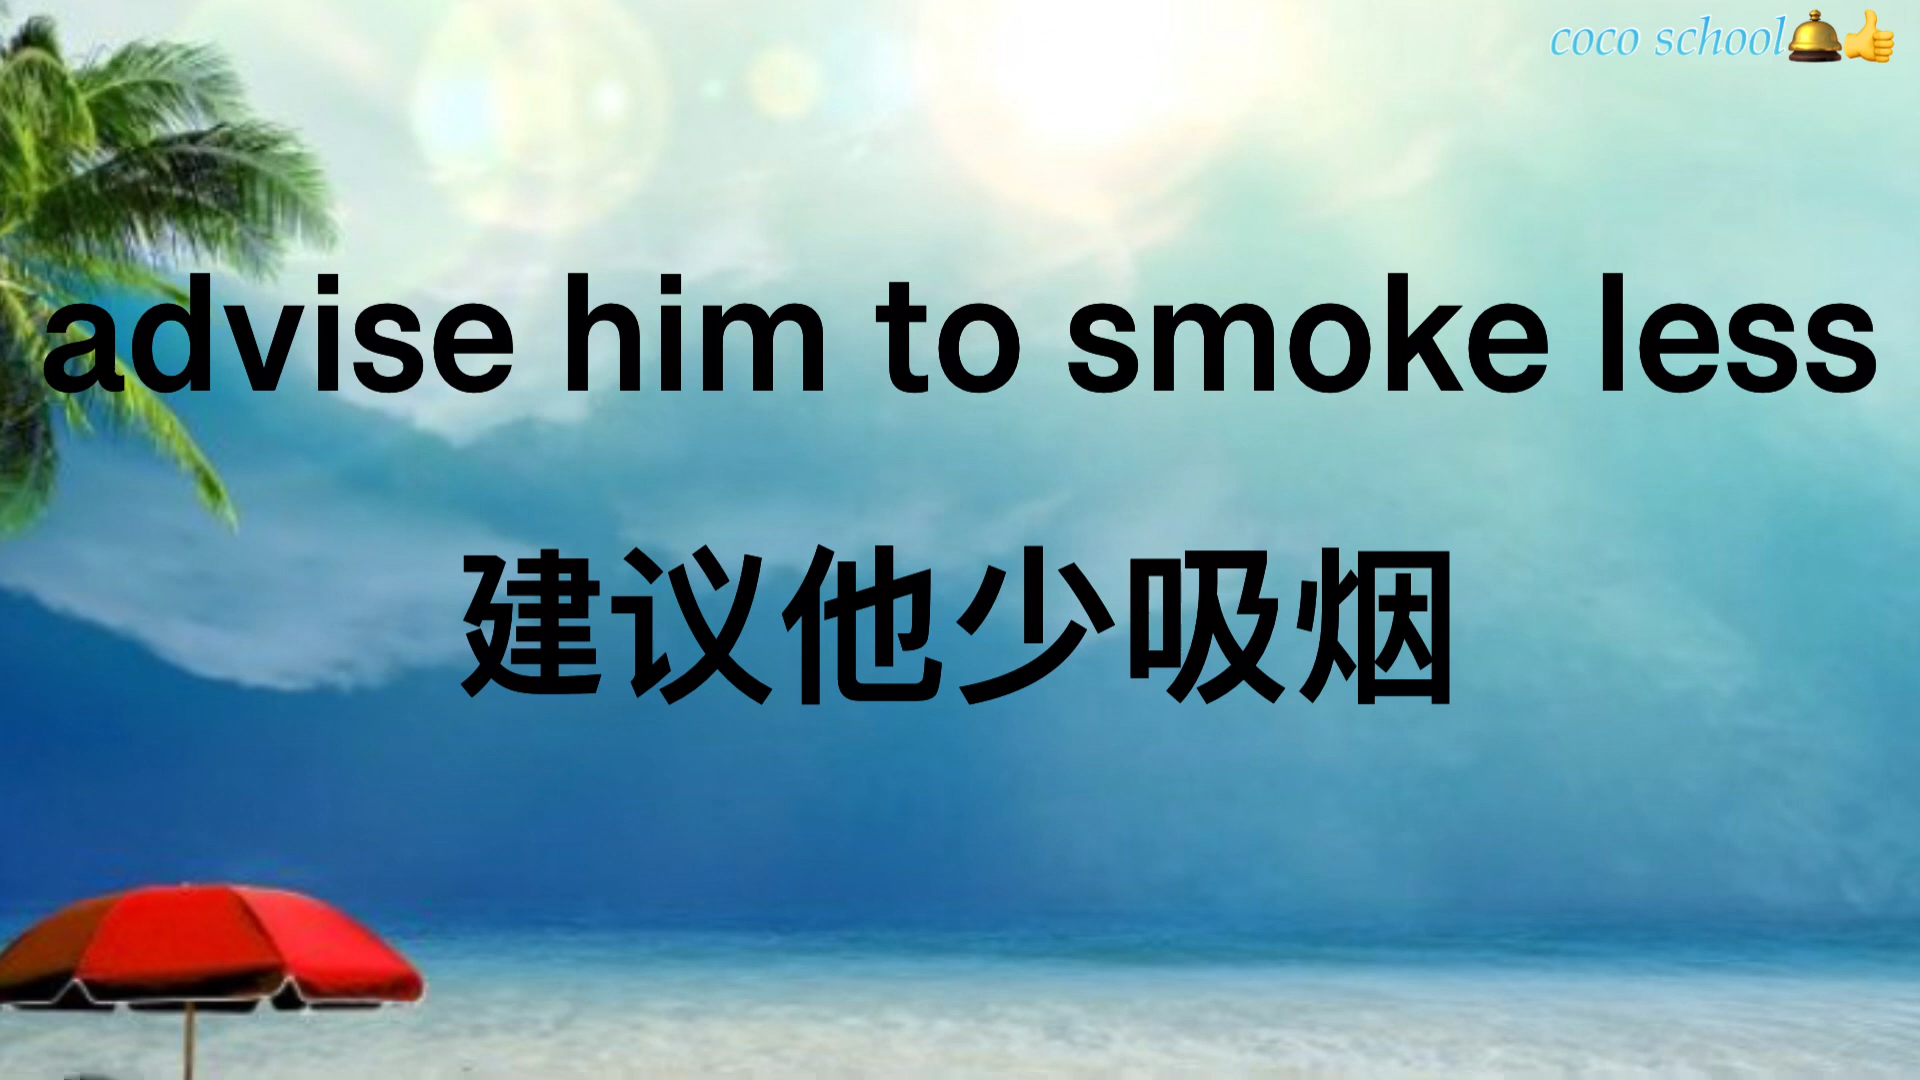 coco school🛎👍
advise him to smoke less
建议他少吸烟